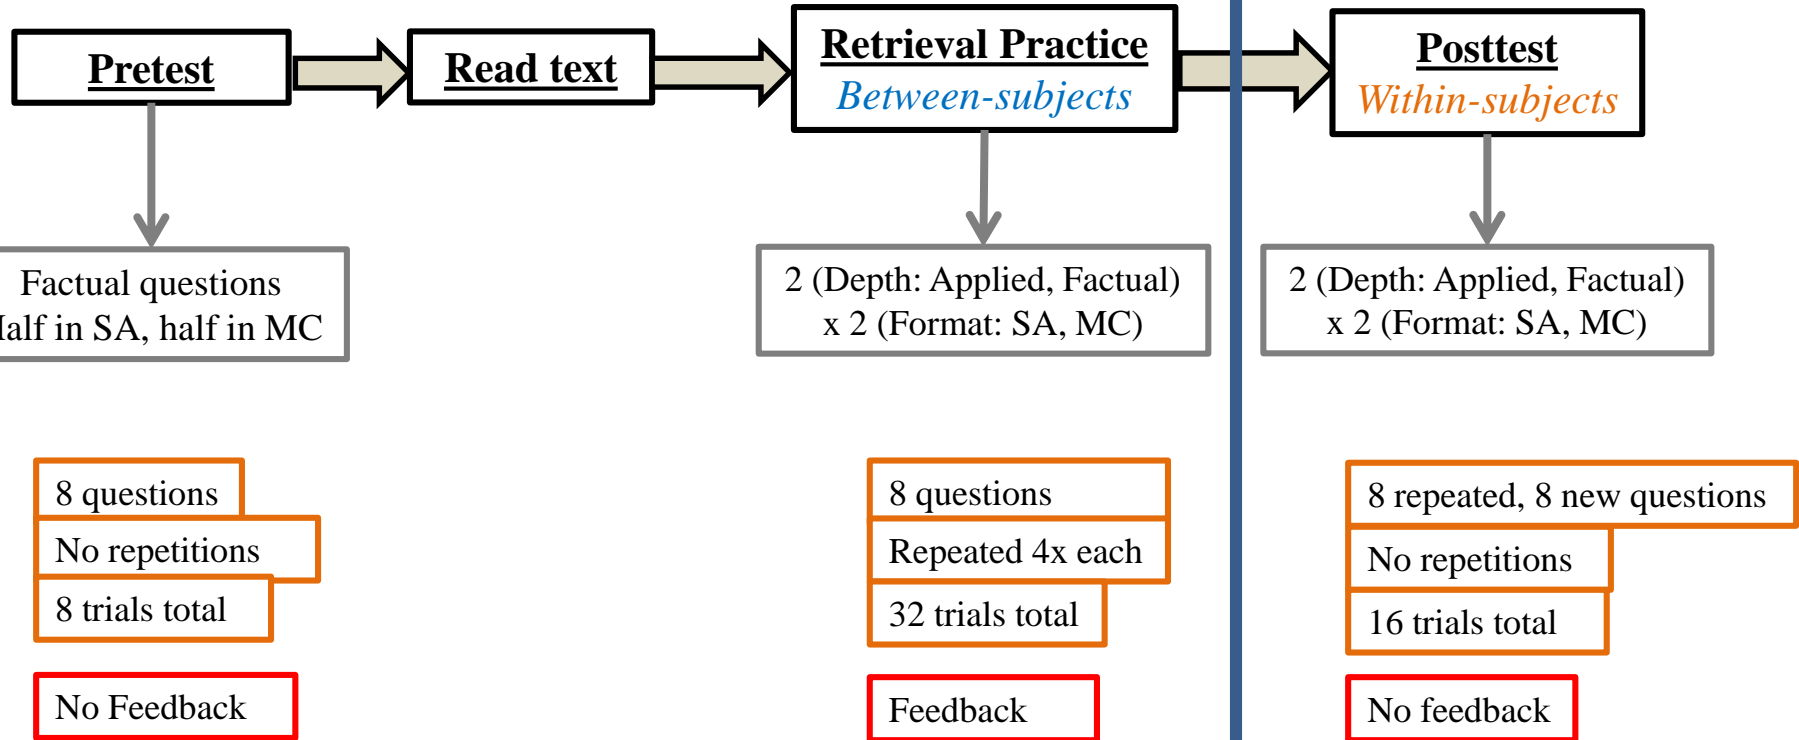 Pretest
Read text
Retrieval Practice
Between-subjects
Posttest
Within-subjects
Factual questions
Half in SA, half in MC
2 (Depth: Applied, Factual)
x 2 (Format: SA, MC)
2 (Depth: Applied, Factual)
x 2 (Format: SA, MC)
8 questions
No repetitions
8 trials total
No Feedback
8 questions
Repeated 4x each
32 trials total
Feedback
8 repeated, 8 new questions
No repetitions
16 trials total
No feedback